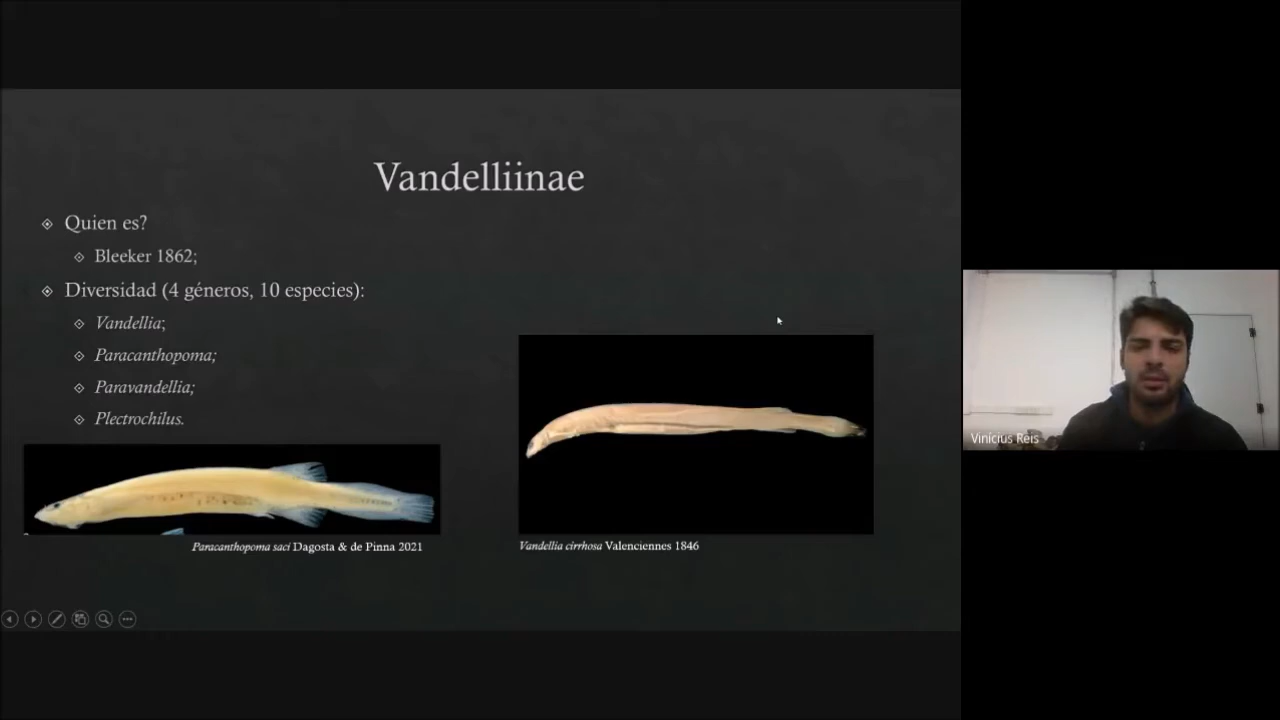 Vandelliinae
Quien es?
Bleeker 1862;
Diversidad (4 géneros, 10 especies):
Vandellia;
Paracanthopoma;
Paravandellia;
Plectrochilus.
Paracanthopoma saci Dagosta & de Pinna 2021
Vandellia cirrhosa Valenciennes 1846
Vinícius Reis